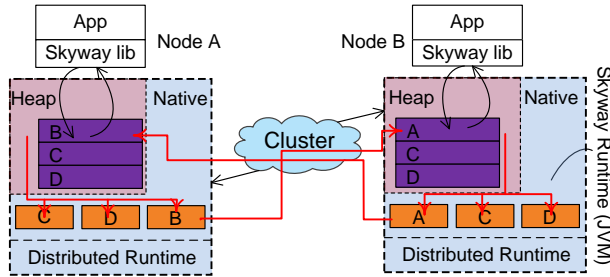 App
Skyway lib
Node A
Heap
Native
B
C
D
C
D
B
Distributed Runtime
Cluster
App
Skyway lib
Node B
Heap
Native
A
C
D
A
C
D
Distributed Runtime
Skyway Runtime (JVM)